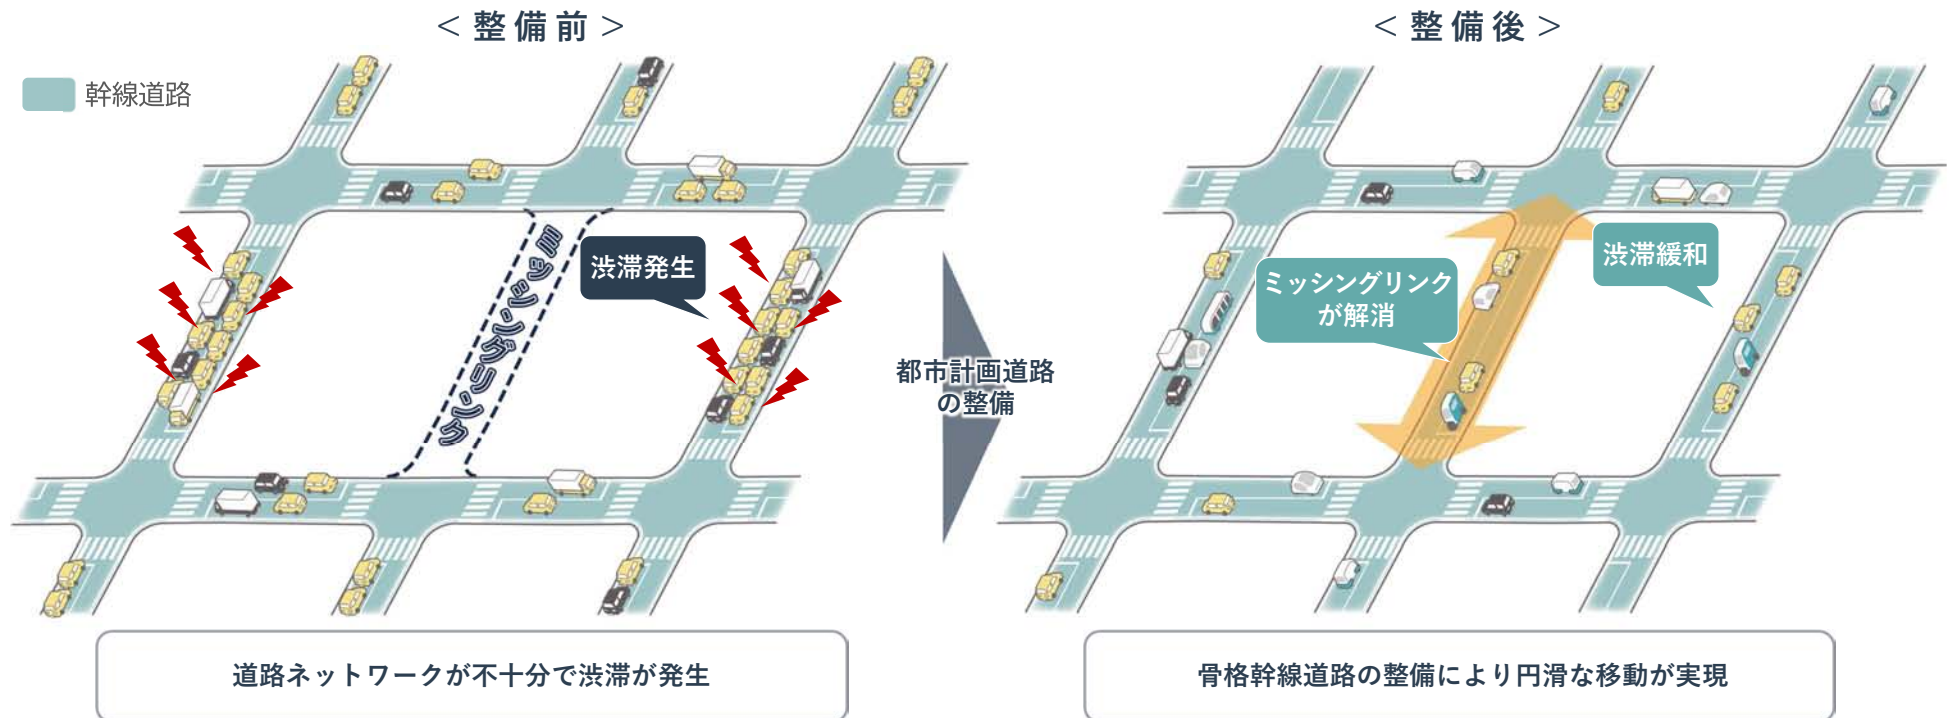 ＜整備前＞
幹線道路
ミッシングリンク
渋滞発生
道路ネットワークが不十分で渋滞が発生
都市計画道路
の整備
＜整備後＞
ミッシングリンク
が解消
渋滞緩和
骨格幹線道路の整備により円滑な移動が実現